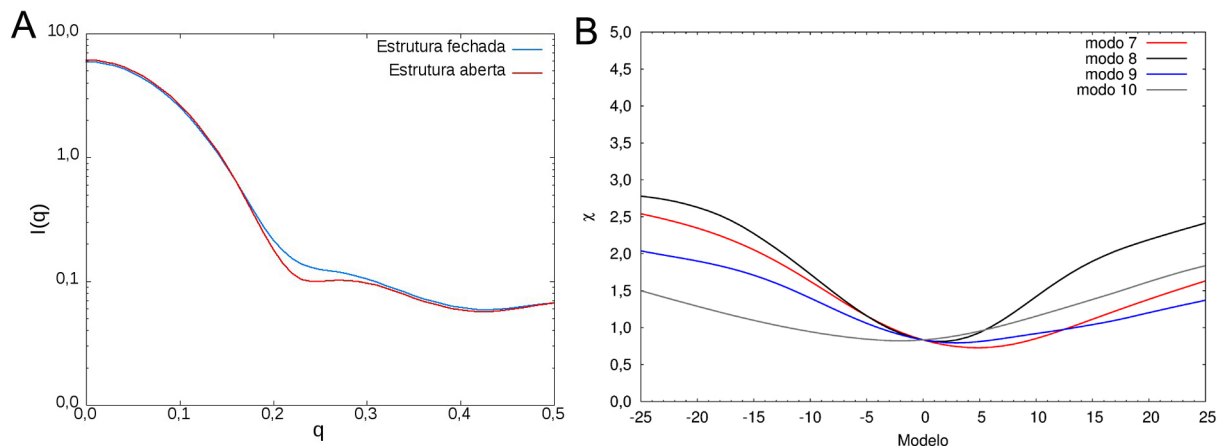 A
10,0
1,0
0,1
0,0
I(q)
Estrutura fechada
Estrutura aberta
0,0 0,1 0,2 0,3 0,4 0,5
q
B
5,0
4,5
4,0
3,5
3,0
2,5
2,0
1,5
1,0
0,5
0,0
χ
modo 7
modo 8
modo 9
modo 10
-25 -20 -15 -10 -5 0 5 10 15 20 25
Modelo